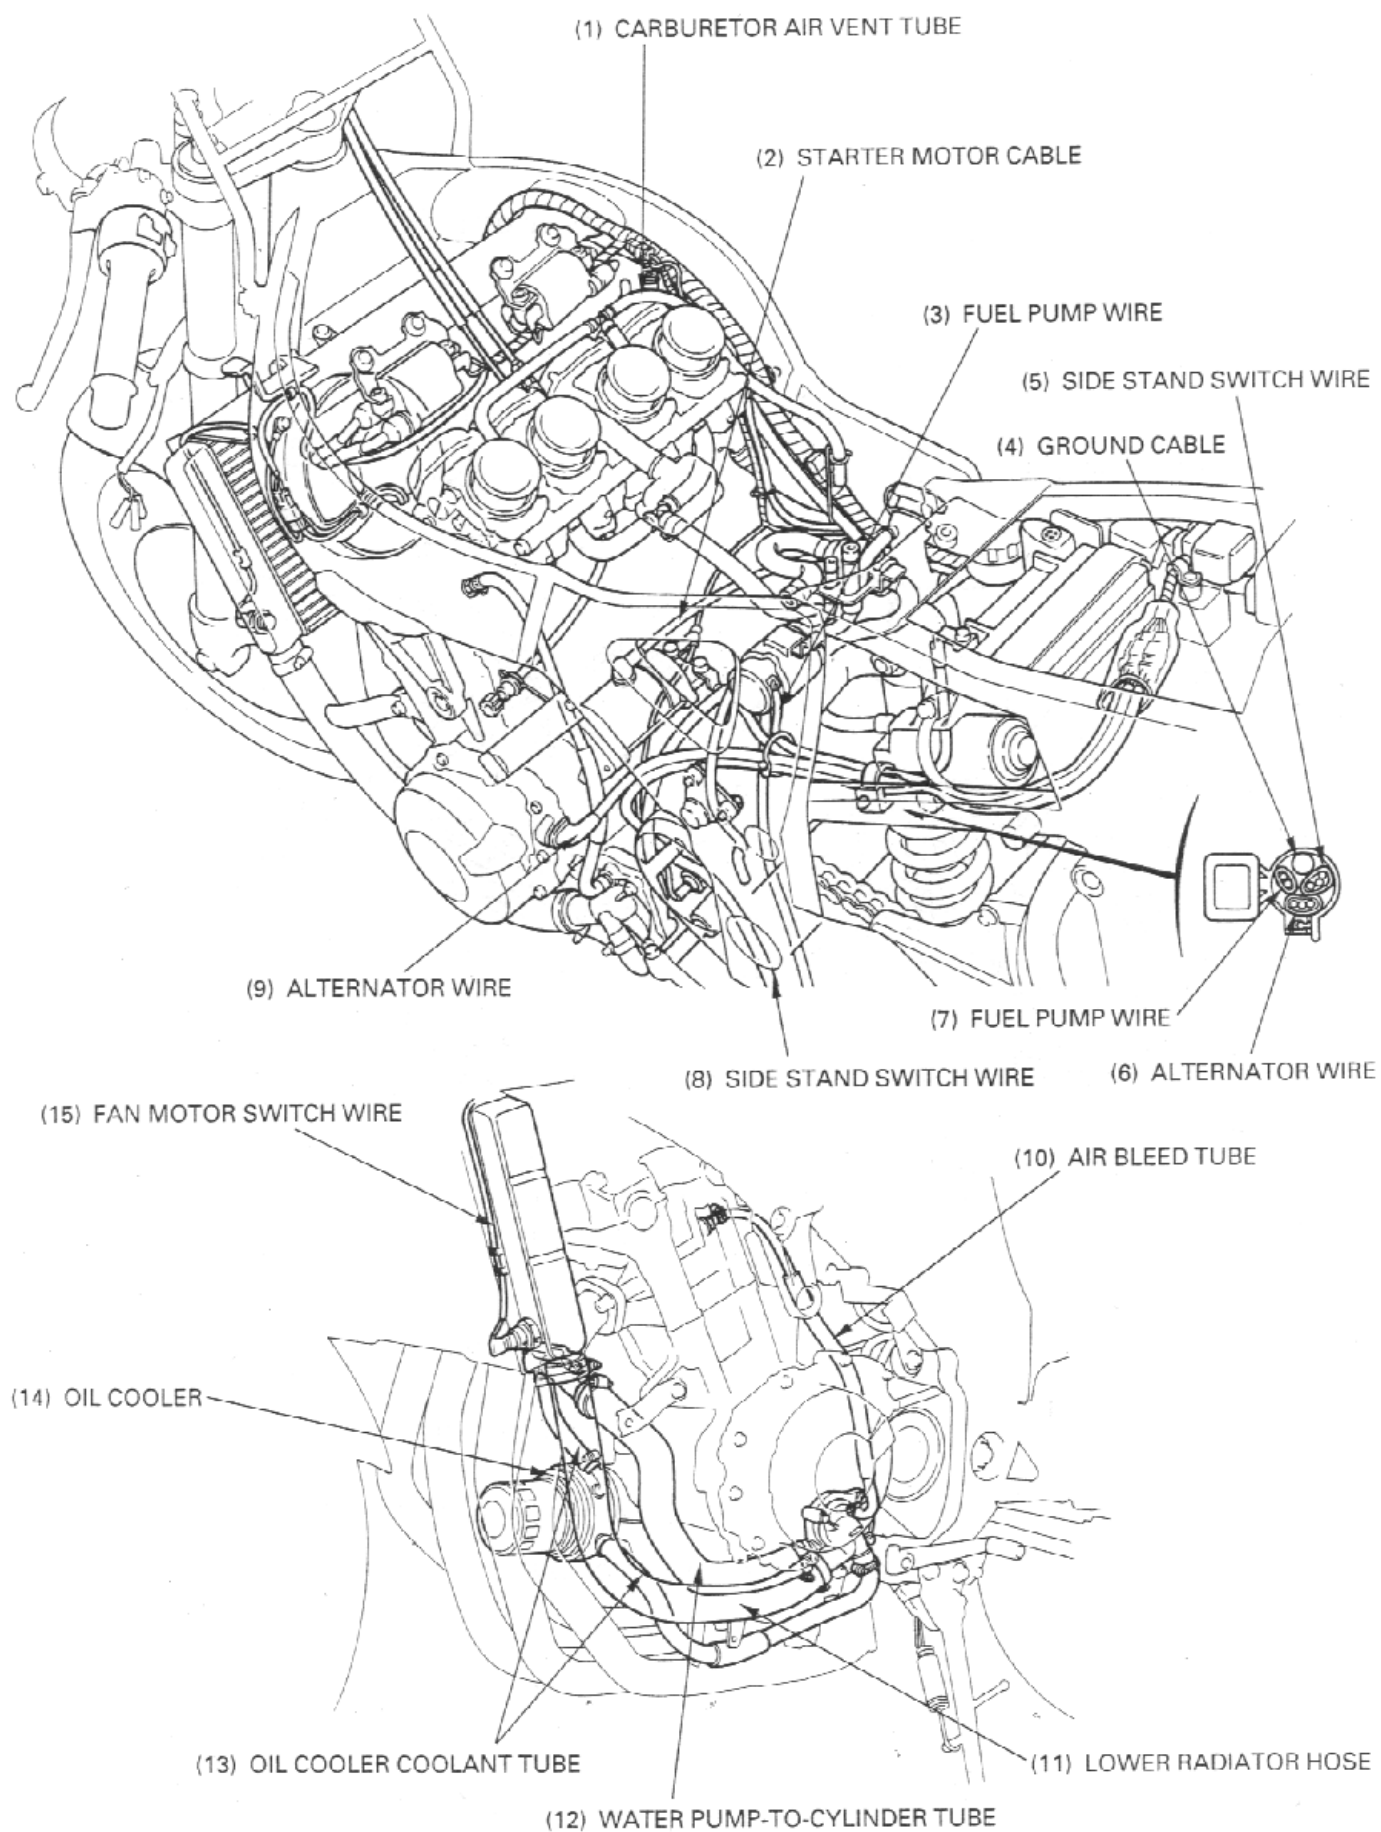 (1) CARBURETOR AIR VENT TUBE
(2) STARTER MOTOR CABLE
(3) FUEL PUMP WIRE
(5) SIDE STAND SWITCH WIRE
(4) GROUND CABLE
(9) ALTERNATOR WIRE
(7) FUEL PUMP WIRE
(8) SIDE STAND SWITCH WIRE
(6) ALTERNATOR WIRE
(15) FAN MOTOR SWITCH WIRE
(10) AIR BLEED TUBE
(14) OIL COOLER
(13) OIL COOLER COOLANT TUBE
(11) LOWER RADIATOR HOSE
(12) WATER PUMP-TO-CYLINDER TUBE